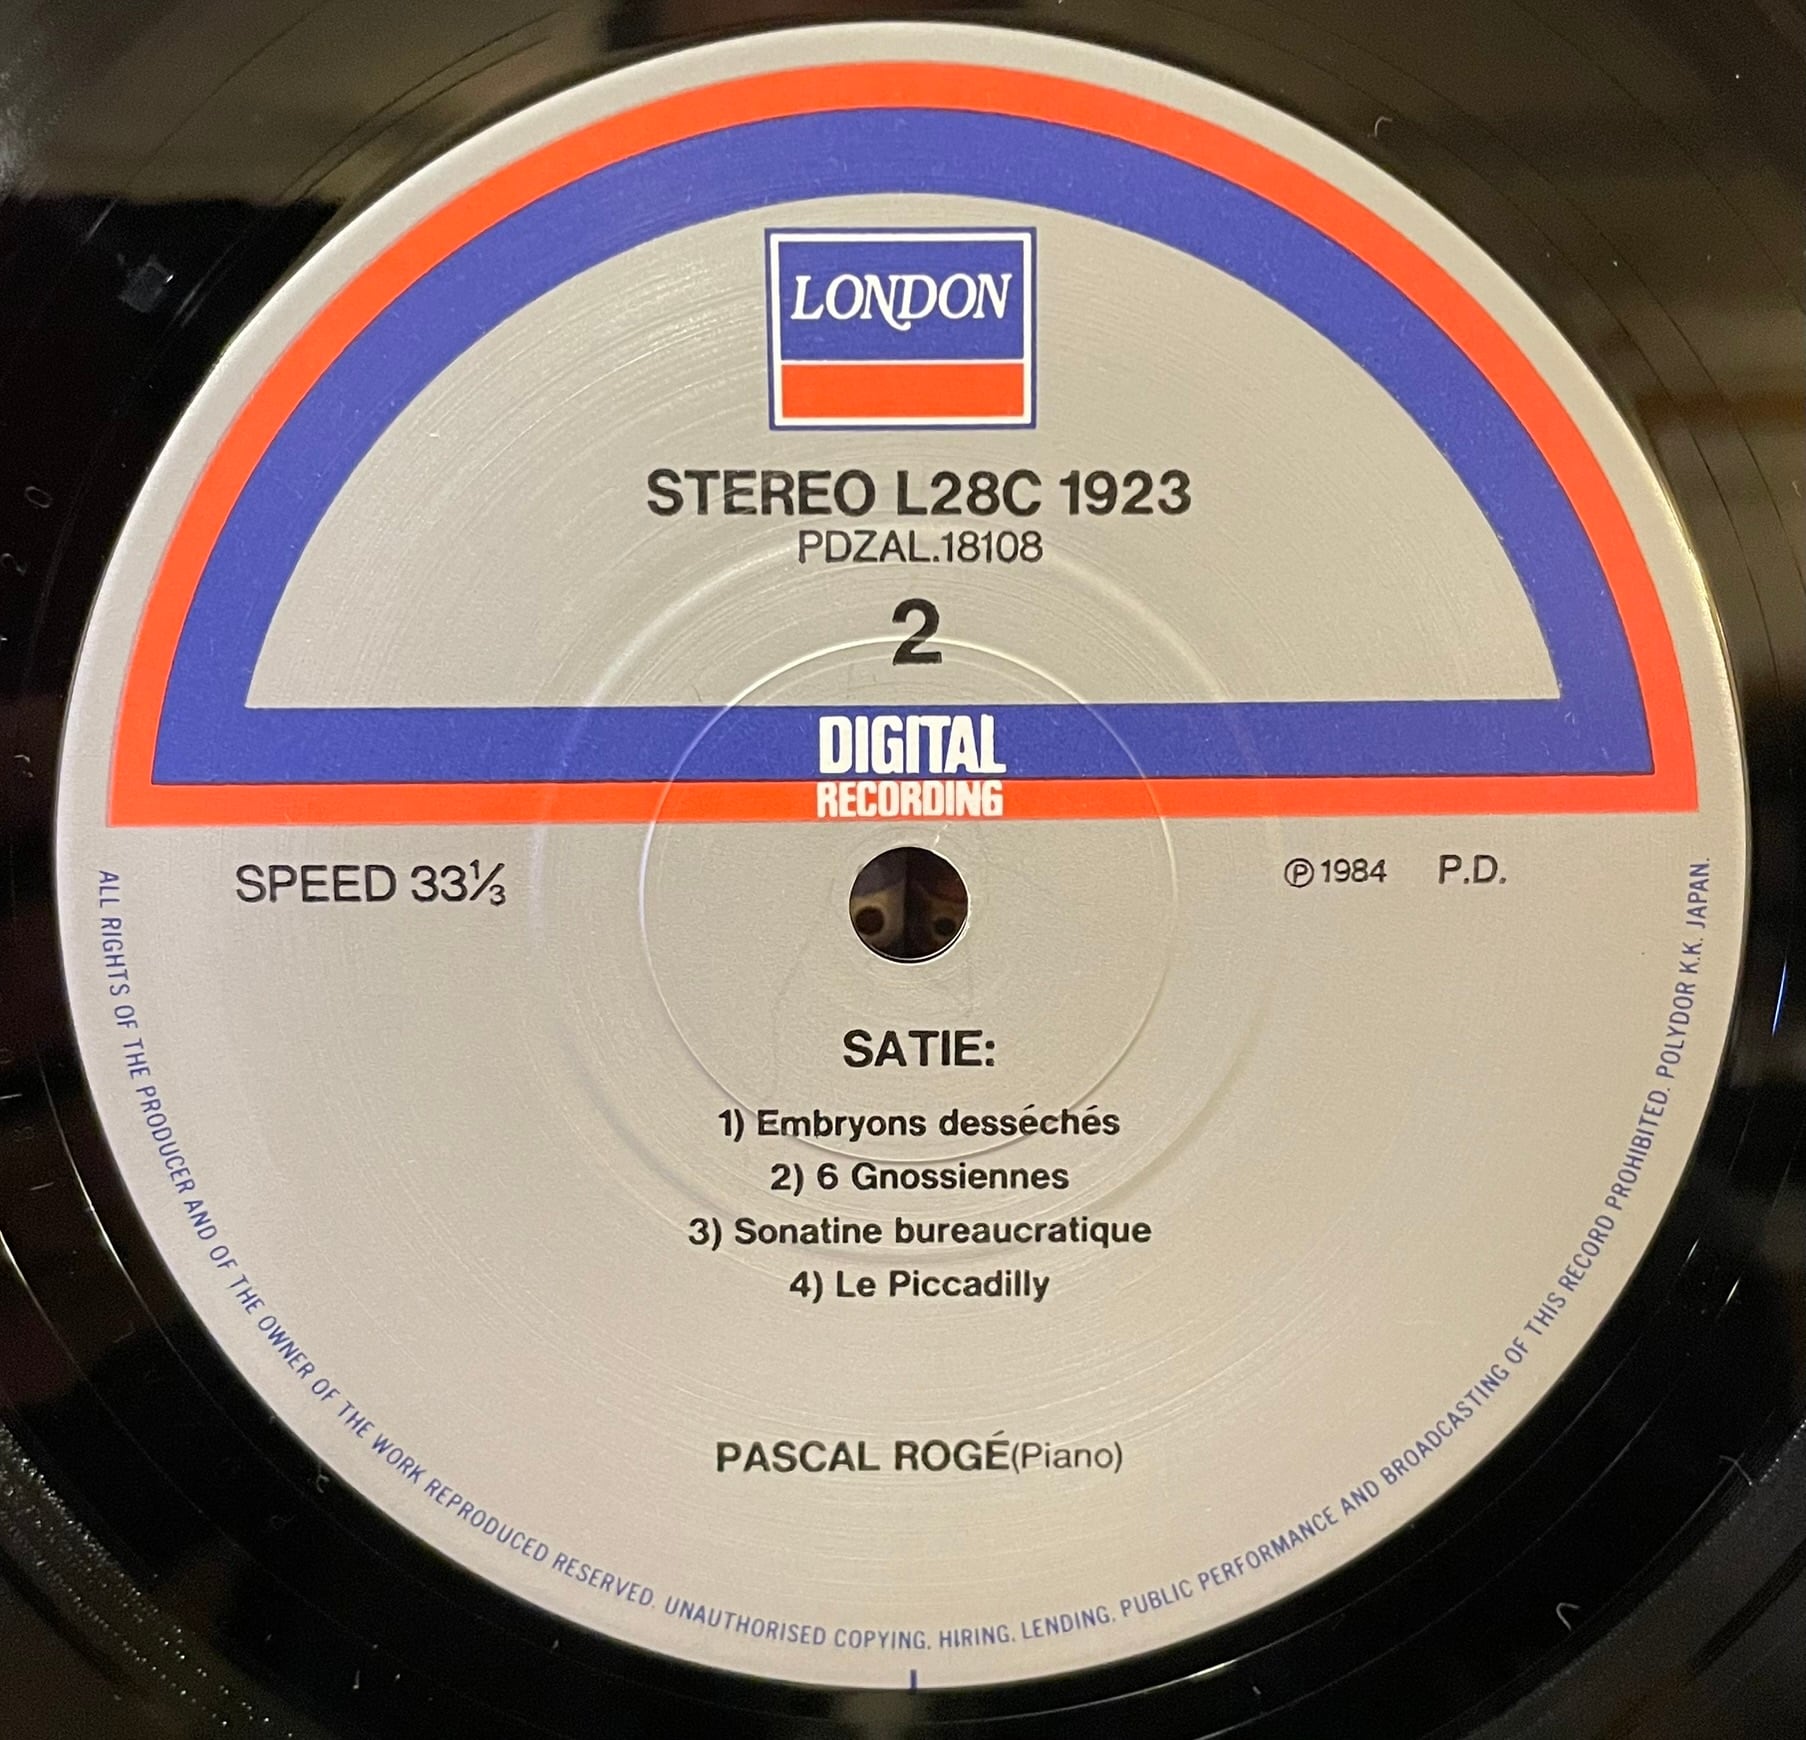 LONDON
STEREO L28C 1923
PDZAL.18108
2
DIGITAL
RECORDING
SPEED 33⅓
Ⓟ1984 P.D.
SATIE:
1) Embryons desséchés
2) 6 Gnossiennes
3) Sonatine bureaucratique
4) Le Piccadilly
PASCAL ROGÉ(Piano)
ALL RIGHTS OF THE PRODUCER AND OF THE OWNER OF THE WORK REPRODUCED RESERVED. UNAUTHORISED COPYING. HIRING. LENDING. PUBLIC PERFORMANCE AND BROADCASTING OF THIS RECORD PROHIBITED. POLYDOR K.K. JAPAN.